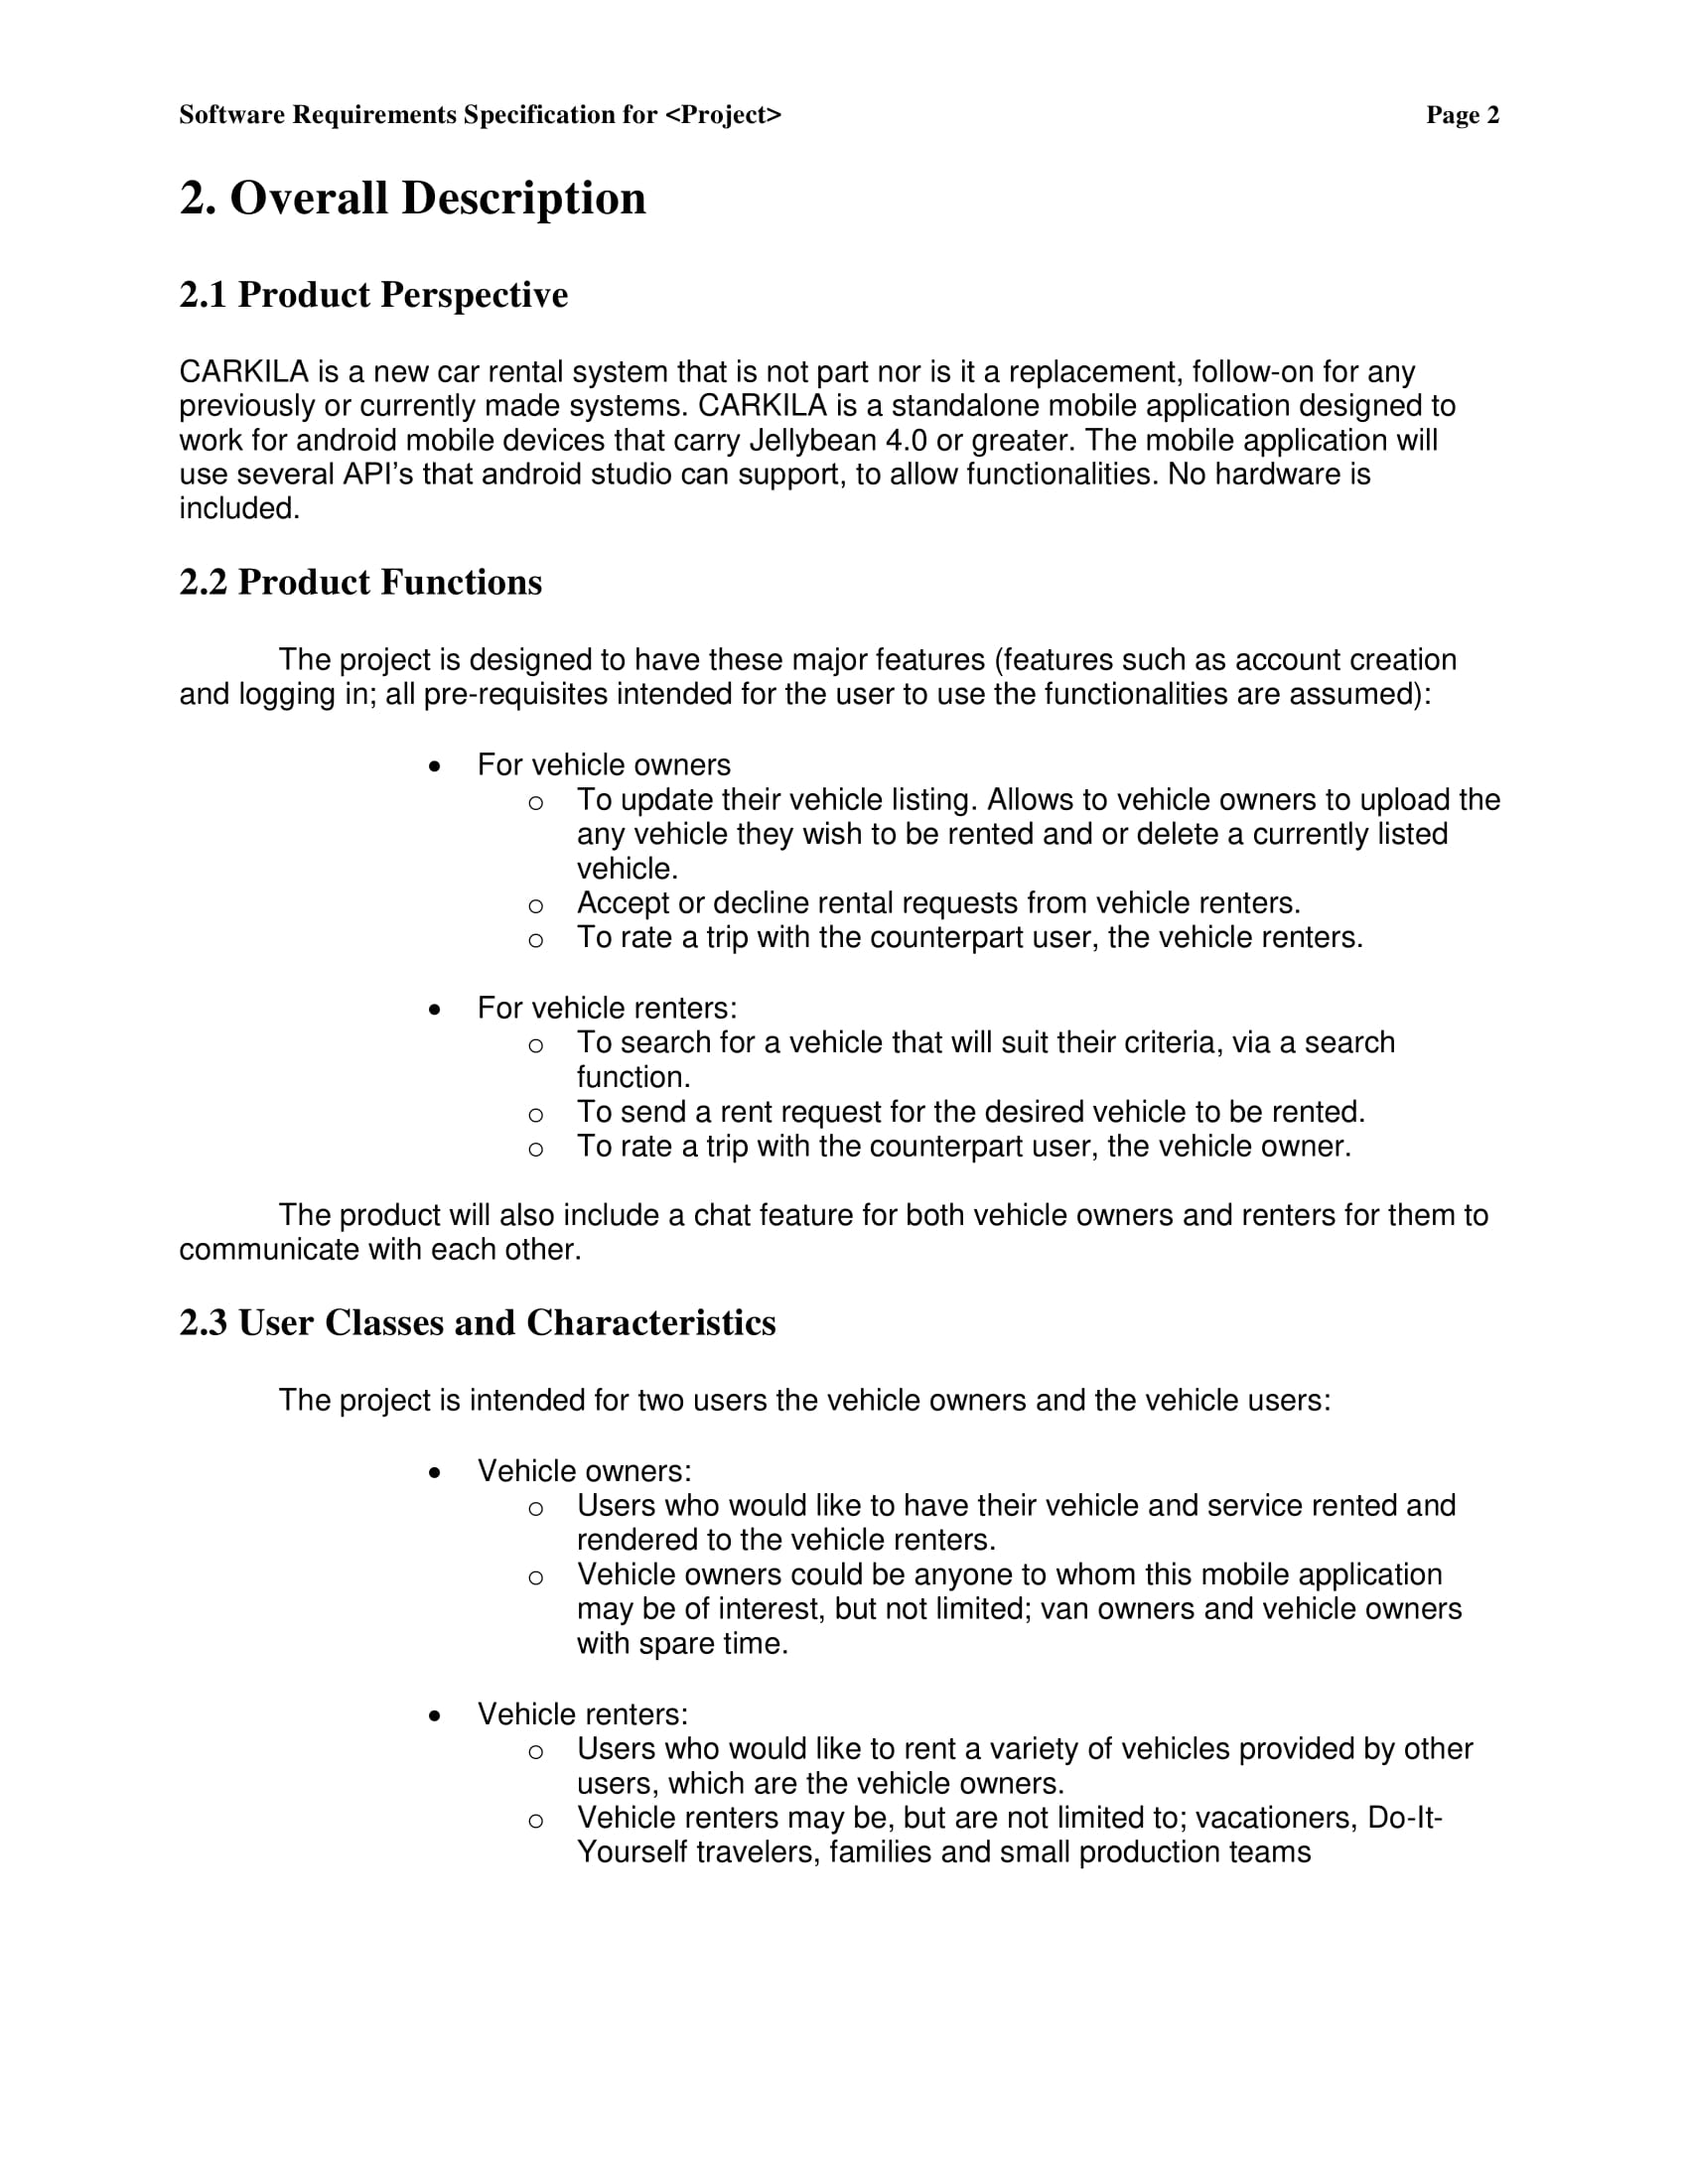 Software Requirements Specification for <Project> Page 2
2. Overall Description
2.1 Product Perspective
CARKILA is a new car rental system that is not part nor is it a replacement, follow-on for any
previously or currently made systems. CARKILA is a standalone mobile application designed to
work for android mobile devices that carry Jellybean 4.0 or greater. The mobile application will
use several API’s that android studio can support, to allow functionalities. No hardware is
included.
2.2 Product Functions
The project is designed to have these major features (features such as account creation
and logging in; all pre-requisites intended for the user to use the functionalities are assumed):
• For vehicle owners
o To update their vehicle listing. Allows to vehicle owners to upload the
any vehicle they wish to be rented and or delete a currently listed
vehicle.
o Accept or decline rental requests from vehicle renters.
o To rate a trip with the counterpart user, the vehicle renters.
• For vehicle renters:
o To search for a vehicle that will suit their criteria, via a search
function.
o To send a rent request for the desired vehicle to be rented.
o To rate a trip with the counterpart user, the vehicle owner.
The product will also include a chat feature for both vehicle owners and renters for them to
communicate with each other.
2.3 User Classes and Characteristics
The project is intended for two users the vehicle owners and the vehicle users:
• Vehicle owners:
o Users who would like to have their vehicle and service rented and
rendered to the vehicle renters.
o Vehicle owners could be anyone to whom this mobile application
may be of interest, but not limited; van owners and vehicle owners
with spare time.
• Vehicle renters:
o Users who would like to rent a variety of vehicles provided by other
users, which are the vehicle owners.
o Vehicle renters may be, but are not limited to; vacationers, Do-It-
Yourself travelers, families and small production teams